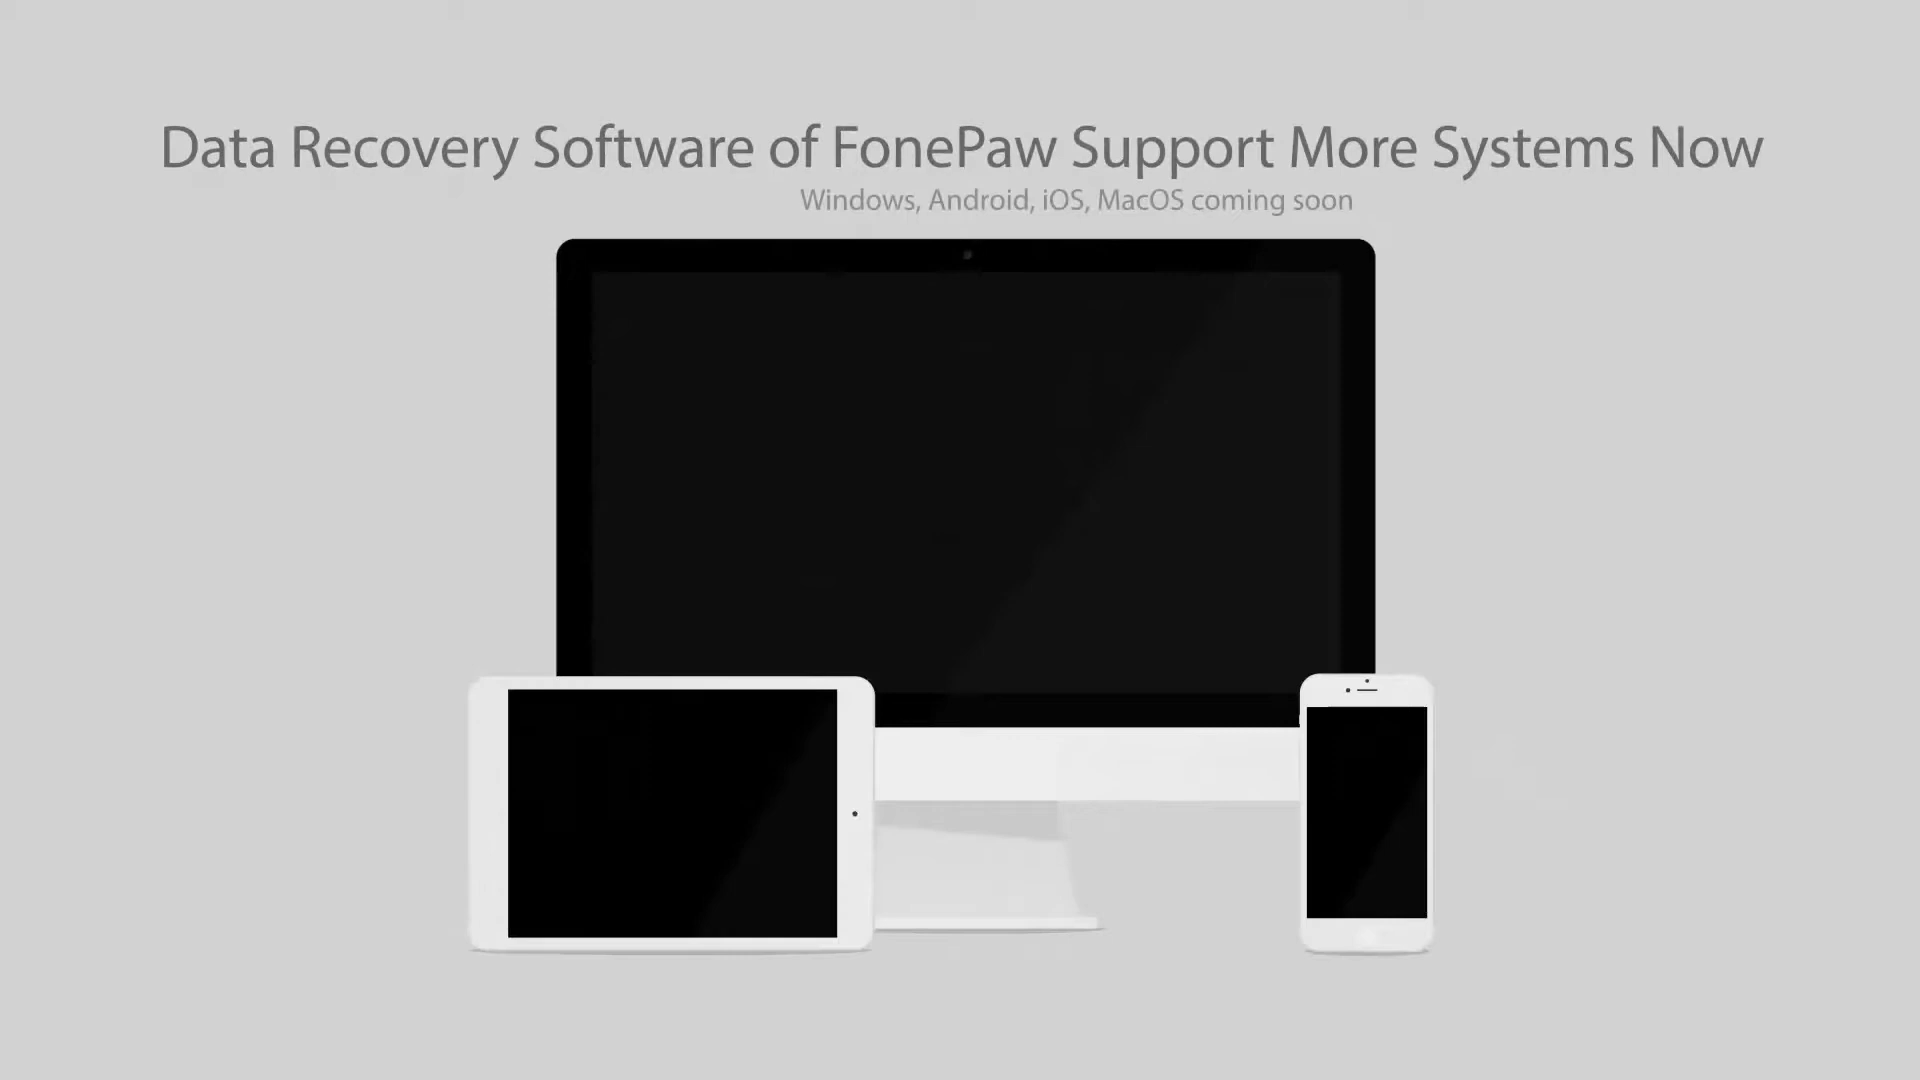 Data Recovery Software of FonePaw Support More Systems Now
Windows, Android, iOS, MacOS coming soon